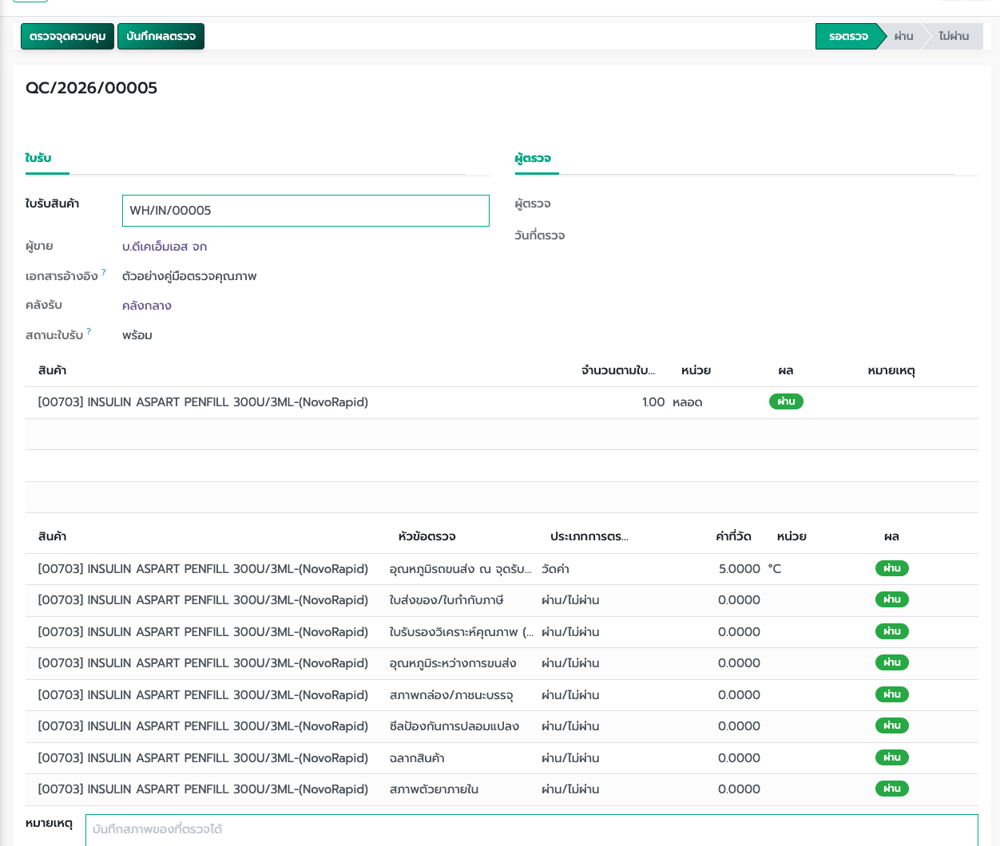 ตรวจจุดควบคุม บันทึกผลตรวจ รอตรวจ ผ่าน ไม่ผ่าน
QC/2026/00005
ใบรับ ผู้ตรวจ
ใบรับสินค้า WH/IN/00005 ผู้ตรวจ
ผู้ขาย บ.ดีเคเอ็มเอส จก วันที่ตรวจ
เอกสารอ้างอิง ? ตัวอย่างคู่มือตรวจคุณภาพ
คลังรับ คลังกลาง
สถานะใบรับ ? พร้อม
สินค้า จำนวนตามใบ... หน่วย ผล หมายเหตุ
[00703] INSULIN ASPART PENFILL 300U/3ML-(NovoRapid) 1.00 หลอด ผ่าน
สินค้า หัวข้อตรวจ ประเภทการตร... ค่าที่วัด หน่วย ผล
[00703] INSULIN ASPART PENFILL 300U/3ML-(NovoRapid) อุณหภูมิรถขนส่ง ณ จุดรับ... วัดค่า 5.0000 °C ผ่าน
[00703] INSULIN ASPART PENFILL 300U/3ML-(NovoRapid) ใบส่งของ/ใบกำกับภาษี ผ่าน/ไม่ผ่าน 0.0000 ผ่าน
[00703] INSULIN ASPART PENFILL 300U/3ML-(NovoRapid) ใบรับรองวิเคราะห์คุณภาพ (... ผ่าน/ไม่ผ่าน 0.0000 ผ่าน
[00703] INSULIN ASPART PENFILL 300U/3ML-(NovoRapid) อุณหภูมิระหว่างการขนส่ง ผ่าน/ไม่ผ่าน 0.0000 ผ่าน
[00703] INSULIN ASPART PENFILL 300U/3ML-(NovoRapid) สภาพกล่อง/ภาชนะบรรจุ ผ่าน/ไม่ผ่าน 0.0000 ผ่าน
[00703] INSULIN ASPART PENFILL 300U/3ML-(NovoRapid) ซีลป้องกันการปลอมแปลง ผ่าน/ไม่ผ่าน 0.0000 ผ่าน
[00703] INSULIN ASPART PENFILL 300U/3ML-(NovoRapid) ฉลากสินค้า ผ่าน/ไม่ผ่าน 0.0000 ผ่าน
[00703] INSULIN ASPART PENFILL 300U/3ML-(NovoRapid) สภาพตัวยาภายใน ผ่าน/ไม่ผ่าน 0.0000 ผ่าน
หมายเหตุ บันทึกสภาพของที่ตรวจได้